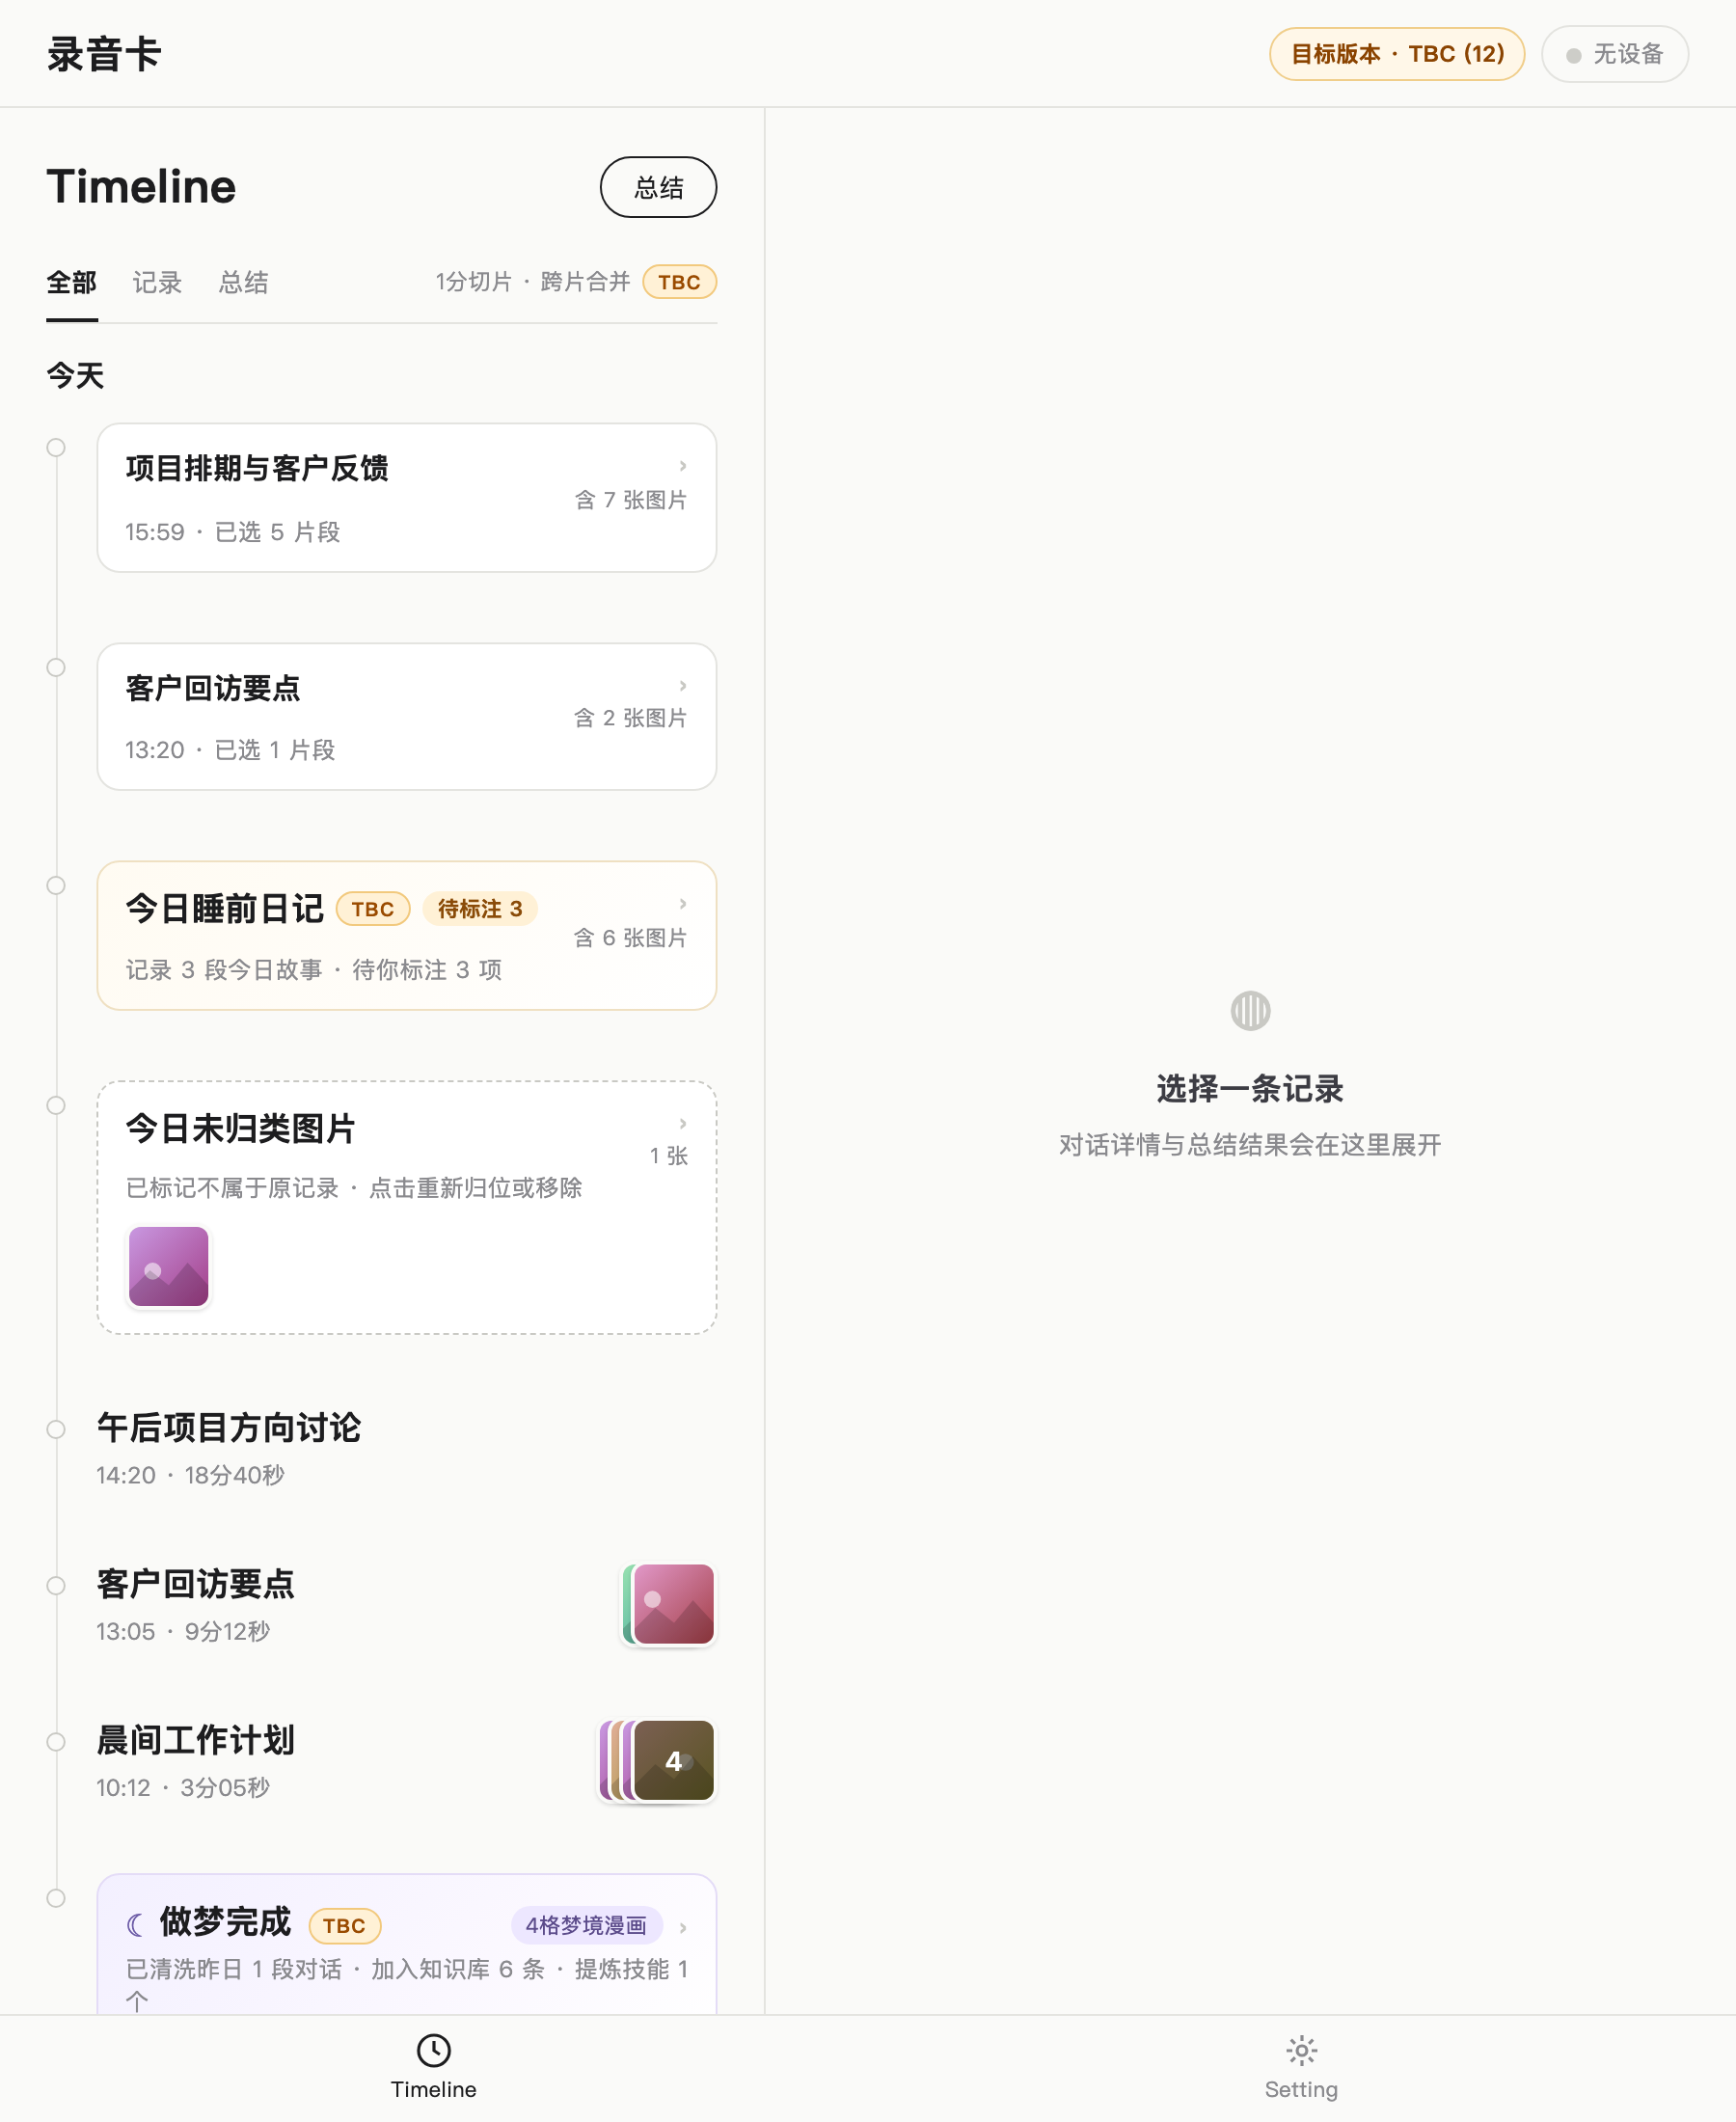 录音卡
目标版本 · TBC (12)
无设备
Timeline
总结
全部 记录 总结
1分切片 · 跨片合并 TBC
今天
项目排期与客户反馈
含 7 张图片
15:59 · 已选 5 片段
客户回访要点
含 2 张图片
13:20 · 已选 1 片段
今日睡前日记 TBC 待标注 3
含 6 张图片
记录 3 段今日故事 · 待你标注 3 项
今日未归类图片
1 张
已标记不属于原记录 · 点击重新归位或移除
午后项目方向讨论
14:20 · 18分40秒
客户回访要点
13:05 · 9分12秒
晨间工作计划
10:12 · 3分05秒
4
做梦完成 TBC 4格梦境漫画
已清洗昨日 1 段对话 · 加入知识库 6 条 · 提炼技能 1
个
选择一条记录
对话详情与总结结果会在这里展开
Timeline
Setting